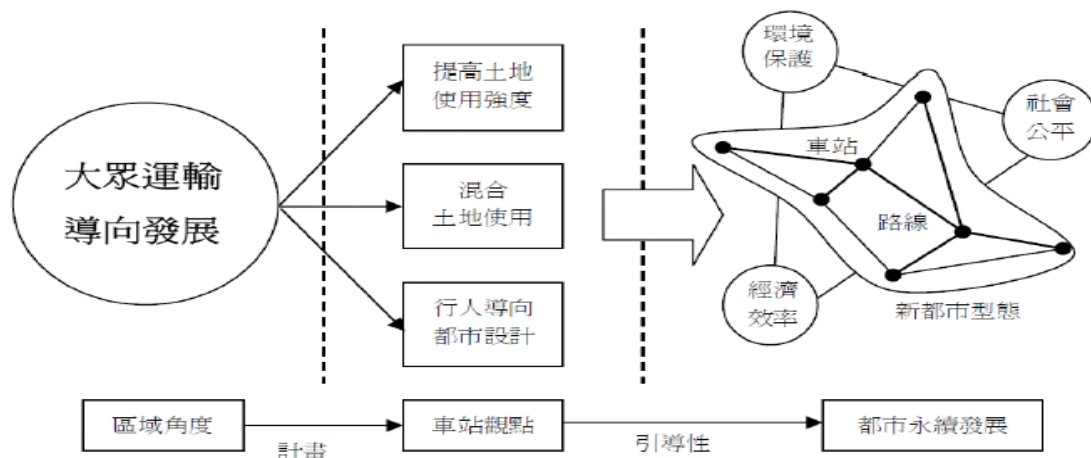 大眾運輸
導向發展
提高土地
使用強度
混合
土地使用
行人導向
都市設計
環境
保護
社會
公平
車站
路線
經濟
效率
新都市型態
區域角度
計畫
車站觀點
引導性
都市永續發展